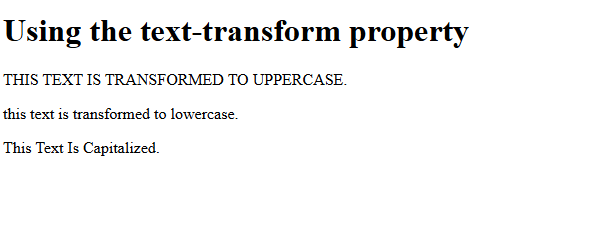 Using the text-transform property
THIS TEXT IS TRANSFORMED TO UPPERCASE.
this text is transformed to lowercase.
This Text Is Capitalized.